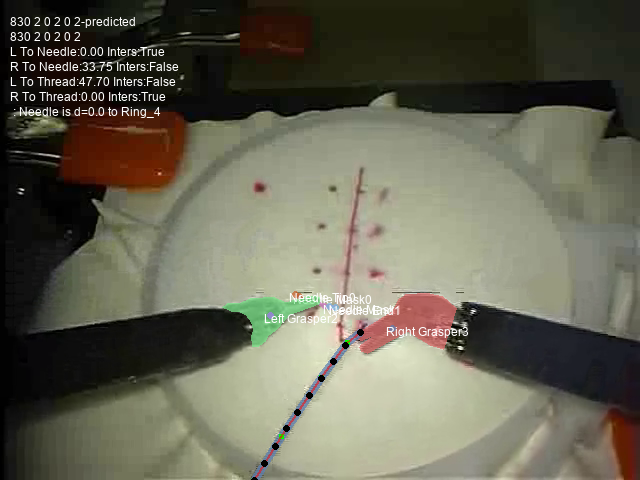 830 2 0 2 0 2-predicted
830 2 0 2 0 2
L To Needle:0.00 Inters:True
R To Needle:33.75 Inters:False
L To Thread:47.70 Inters:False
R To Thread:0.00 Inters:True
: Needle is d=0.0 to Ring_4
Left Grasper2
Right Grasper3